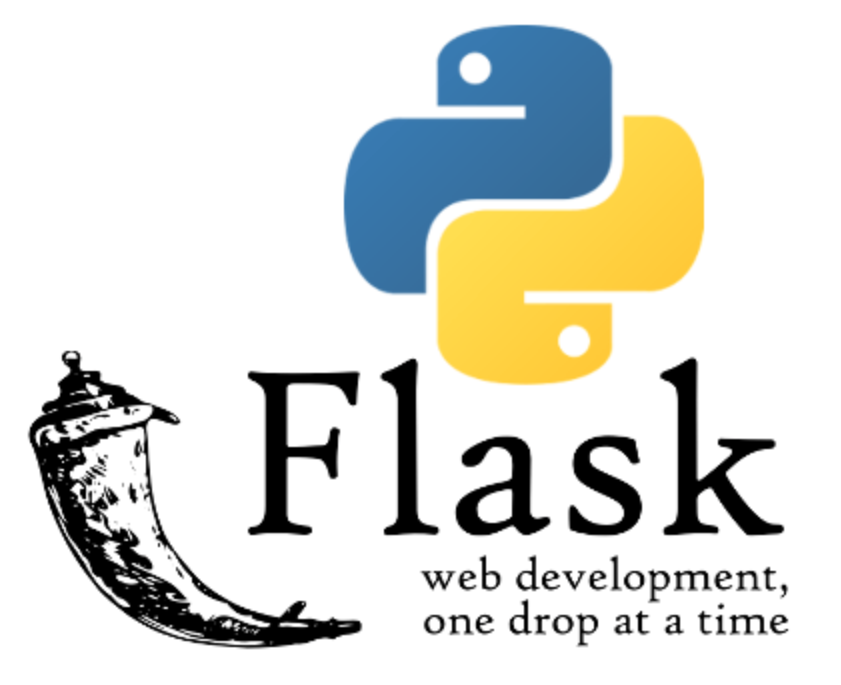 Flask
web development,
one drop at a time